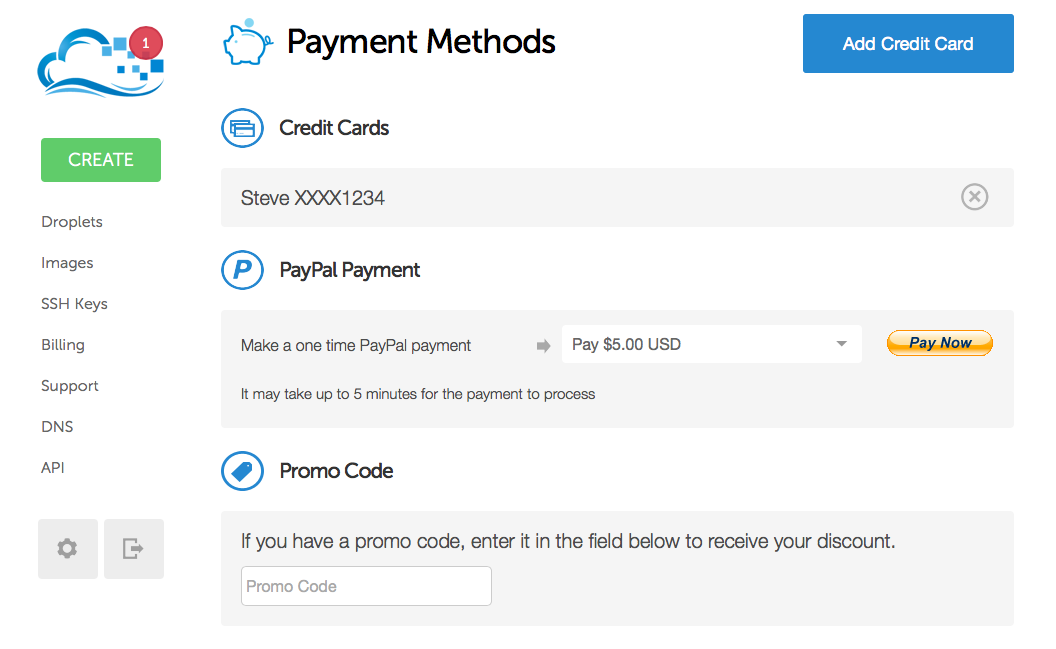 1
Payment Methods
Add Credit Card
CREATE
Droplets
Images
SSH Keys
Billing
Support
DNS
API
Credit Cards
Steve XXXX1234
PayPal Payment
Make a one time PayPal payment
Pay $5.00 USD
Pay Now
It may take up to 5 minutes for the payment to process
Promo Code
If you have a promo code, enter it in the field below to receive your discount.
Promo Code